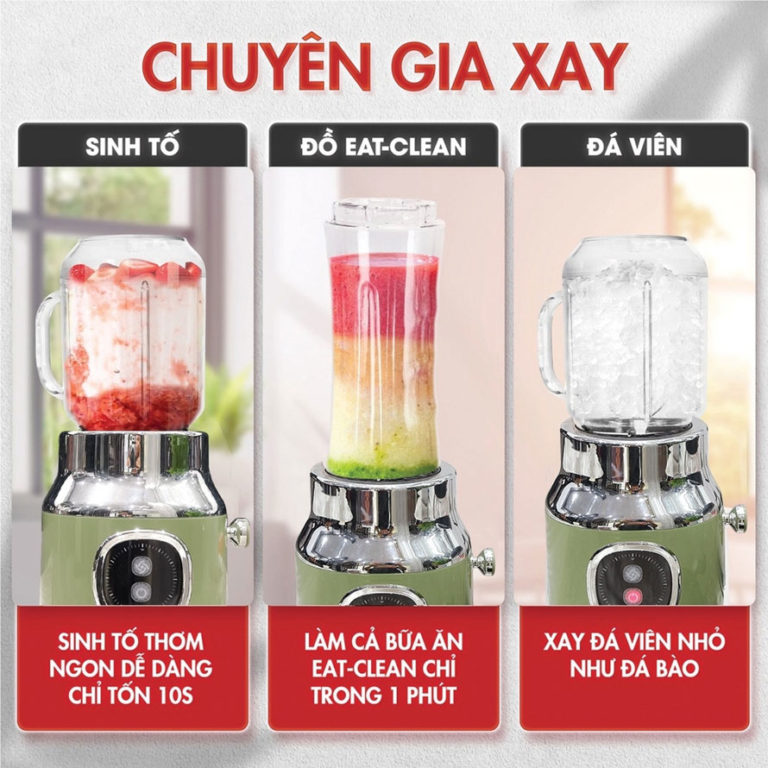 CHUYÊN GIA XAY
SINH TỐ
ĐỒ EAT-CLEAN
ĐÁ VIÊN
SINH TỐ THƠM
NGON DỄ DÀNG
CHỈ TỐN 10S
LÀM CẢ BỮA ĂN
EAT-CLEAN CHỈ
TRONG 1 PHÚT
XAY ĐÁ VIÊN NHỎ
NHƯ ĐÁ BÀO